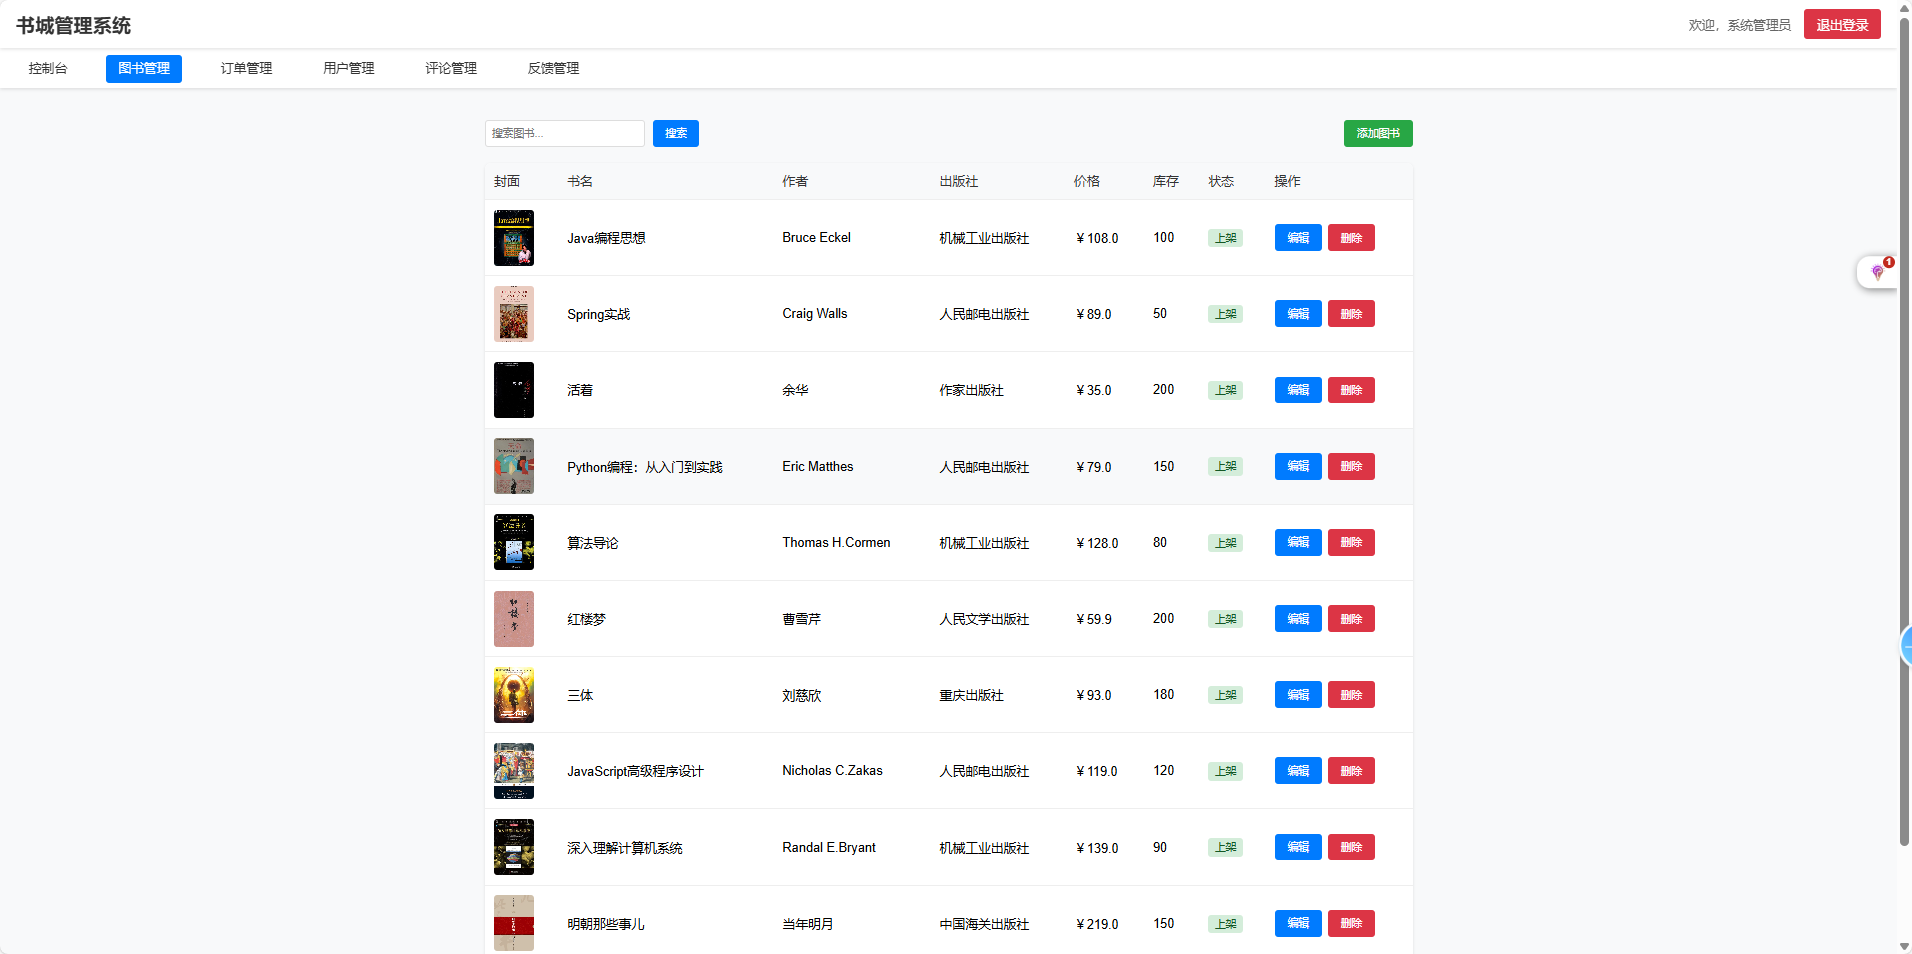 书城管理系统
欢迎，系统管理员 退出登录
控制台 图书管理 订单管理 用户管理 评论管理 反馈管理
搜索图书... 搜索 添加图书
封面 书名 作者 出版社 价格 库存 状态 操作
Java编程思想 Bruce Eckel 机械工业出版社 ￥108.0 100 上架 编辑 删除
1
Spring实战 Craig Walls 人民邮电出版社 ￥89.0 50 上架 编辑 删除
活着 余华 作家出版社 ￥35.0 200 上架 编辑 删除
Python编程：从入门到实践 Eric Matthes 人民邮电出版社 ￥79.0 150 上架 编辑 删除
算法导论 Thomas H.Cormen 机械工业出版社 ￥128.0 80 上架 编辑 删除
红楼梦 曹雪芹 人民文学出版社 ￥59.9 200 上架 编辑 删除
三体 刘慈欣 重庆出版社 ￥93.0 180 上架 编辑 删除
JavaScript高级程序设计 Nicholas C.Zakas 人民邮电出版社 ￥119.0 120 上架 编辑 删除
深入理解计算机系统 Randal E.Bryant 机械工业出版社 ￥139.0 90 上架 编辑 删除
明朝那些事儿 当年明月 中国海关出版社 ￥219.0 150 上架 编辑 删除